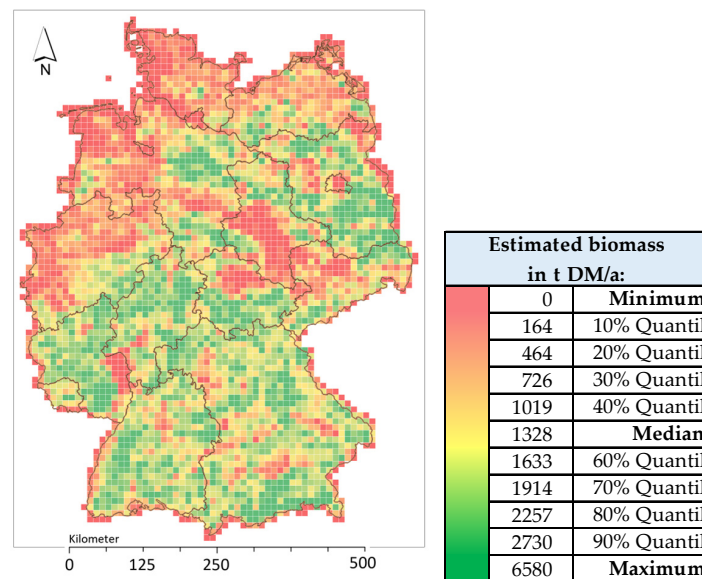 N
Kilometer
0 125 250 500
Estimated biomass
in t DM/a:
0 Minimum
164 10% Quantil
464 20% Quantil
726 30% Quantil
1019 40% Quantil
1328 Median
1633 60% Quantil
1914 70% Quantil
2257 80% Quantil
2730 90% Quantil
6580 Maximum